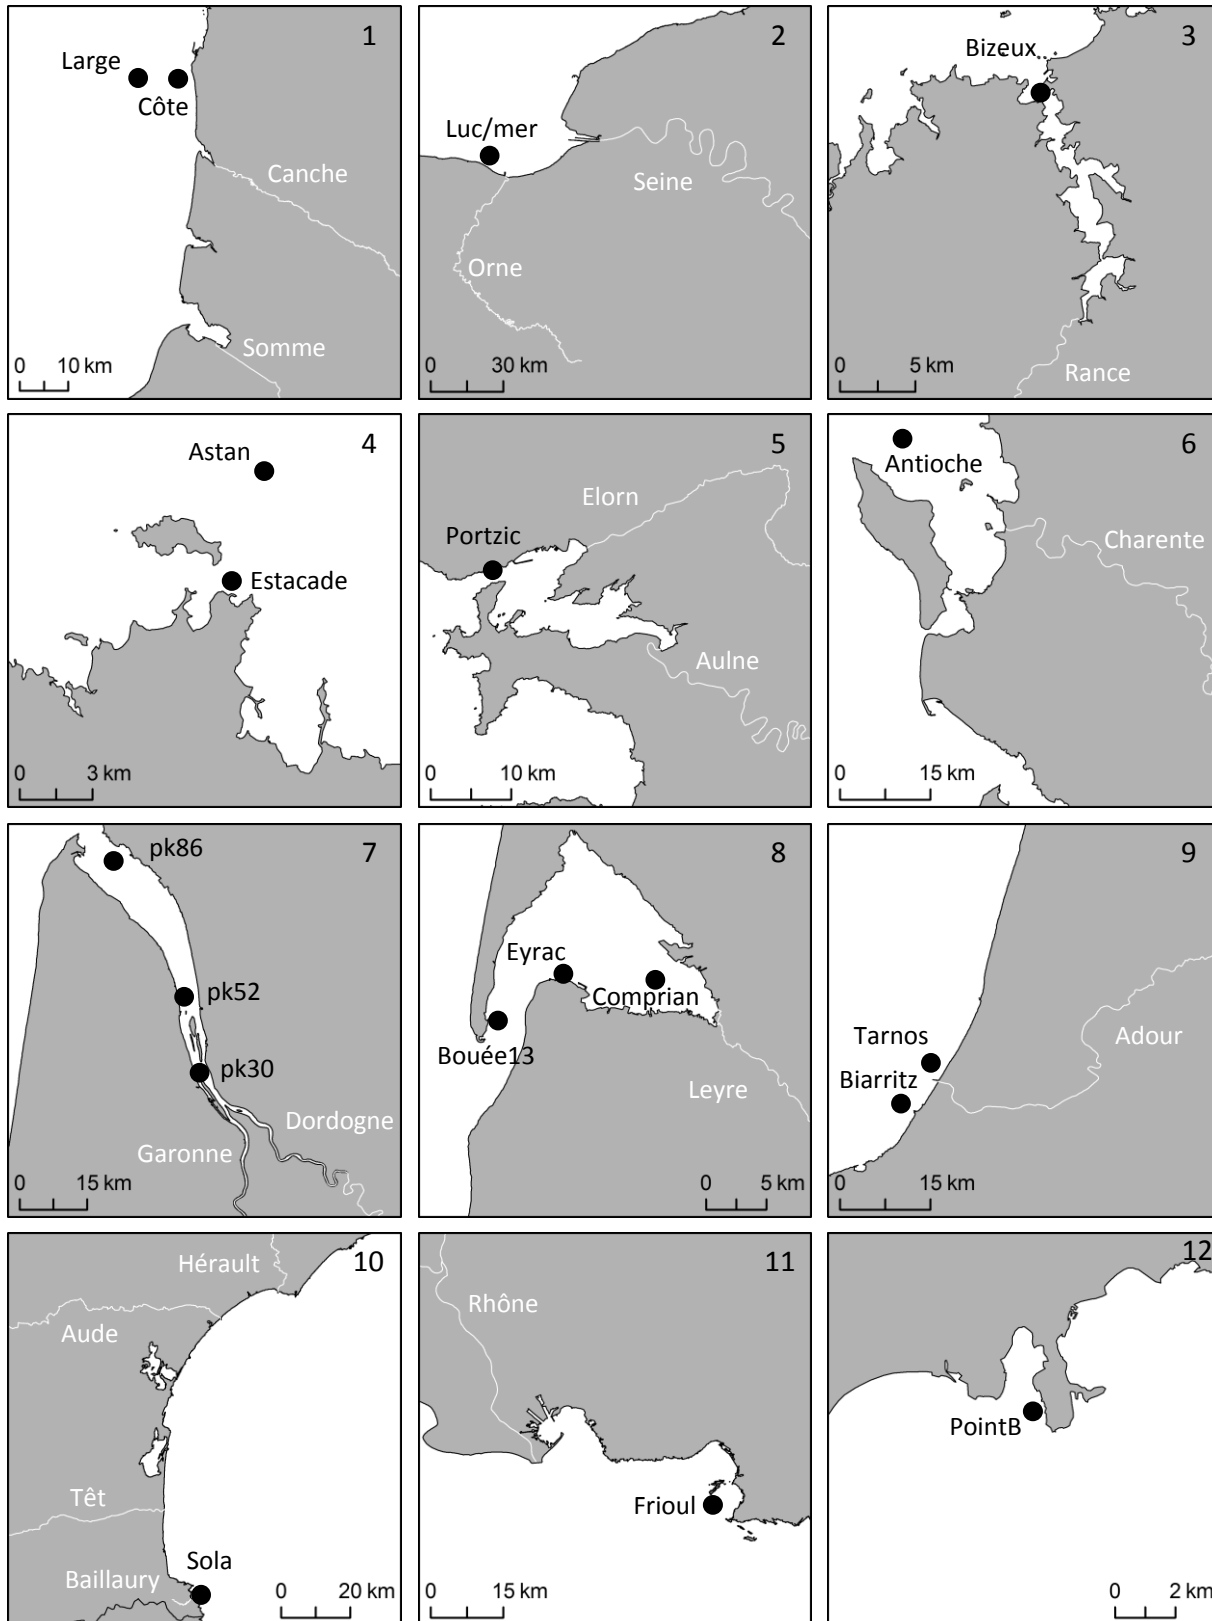 1
Large
Côte
Canche
Somme
0 10 km
2
Luc/mer
Seine
Orne
0 30 km
3
Bizeux
Rance
0 5 km
4
Astan
Estacade
0 3 km
5
Elorn
Portzic
Aulne
0 10 km
6
Antioche
Charente
0 15 km
7
pk86
pk52
pk30
Dordogne
Garonne
0 15 km
8
Eyrac
Comprian
Bouée13
Leyre
0 5 km
9
Tarnos
Adour
Biarritz
0 15 km
10
Hérault
Aude
Têt
Sola
Baillaury
0 20 km
11
Rhône
Frioul
0 15 km
12
PointB
0 2 km